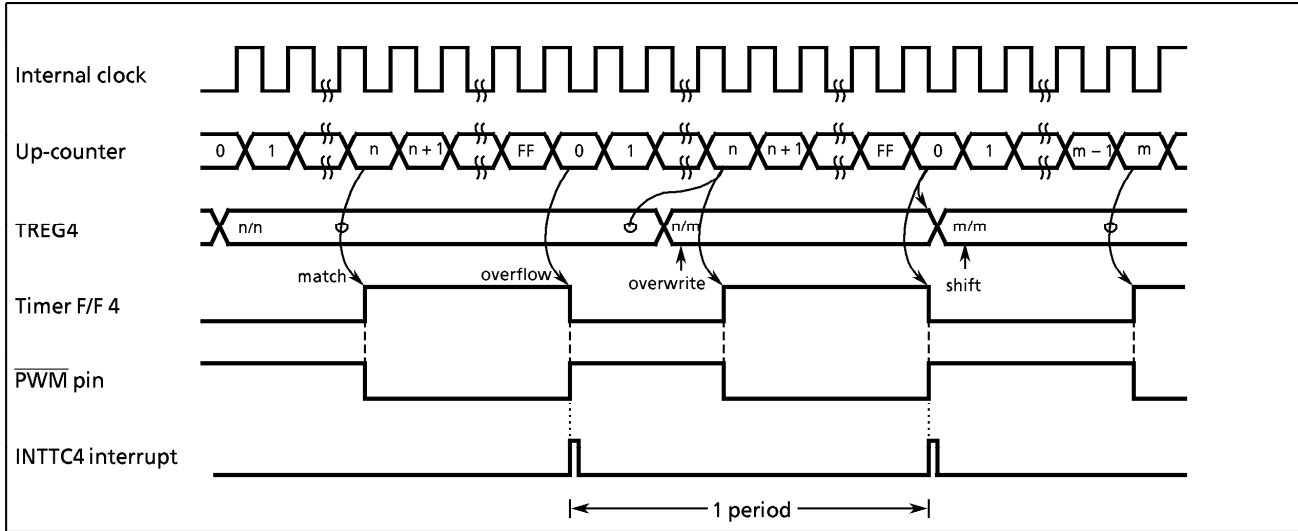 Internal clock
Up-counter 0 1 n n + 1 FF 0 1 n n + 1 FF 0 1 m − 1 m
TREG4 n/n n/m m/m
match overflow overwrite shift
Timer F/F 4
PWM pin
INTTC4 interrupt
1 period